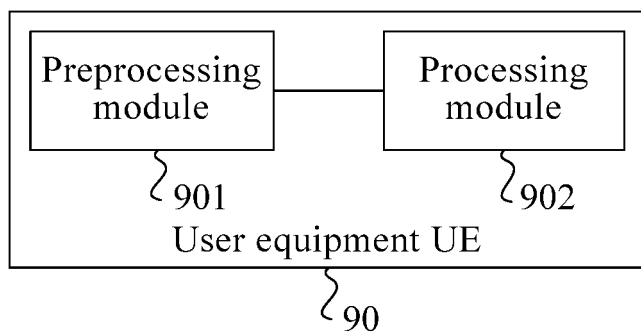 Preprocessing
module
Processing
module
901
902
User equipment UE
90